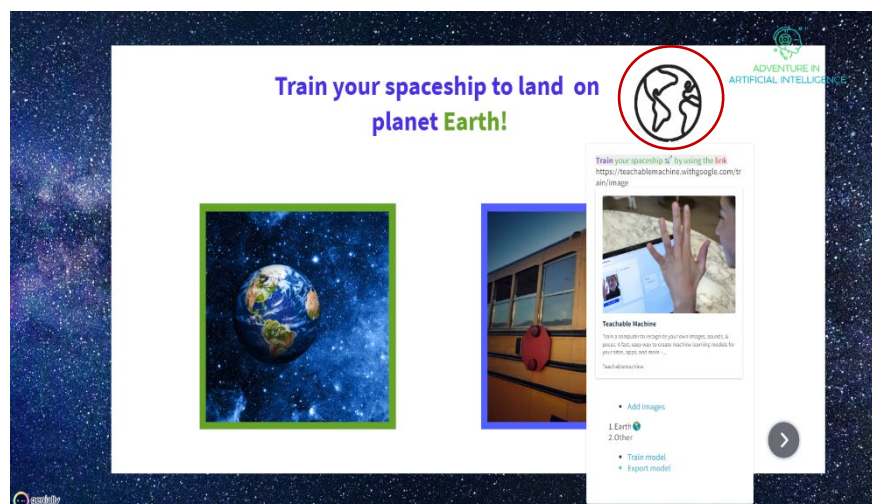 Train your spaceship to land on
planet Earth!
ADVENTURE IN
ARTIFICIAL INTELLIGENCE
Train your spaceship 🚀 by using the link
https://teachablemachine.withgoogle.com/tr
ain/image
Teachable Machine
Train a computer to recognize your own images, sounds, &
poses. A fast, easy way to create machine learning models for
your sites, apps, and more –...
Teachablemachine
• Add Images
1.Earth🌎
2.Other
• Train model
• Export model
genially